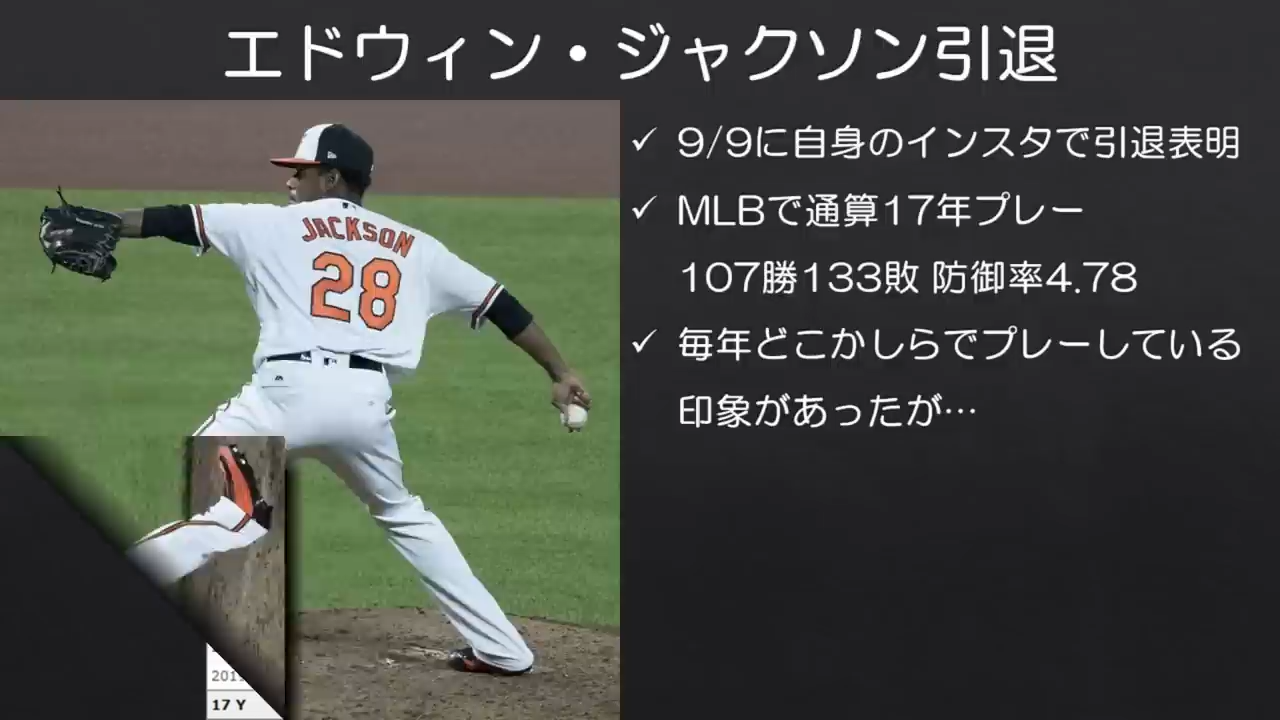 エドウィン・ジャクソン引退
✓ 9/9に自身のインスタで引退表明
✓ MLBで通算17年プレー
107勝133敗 防御率4.78
✓ 毎年どこかしらでプレーしている
印象があったが…
JACKSON
28
201
17 Y